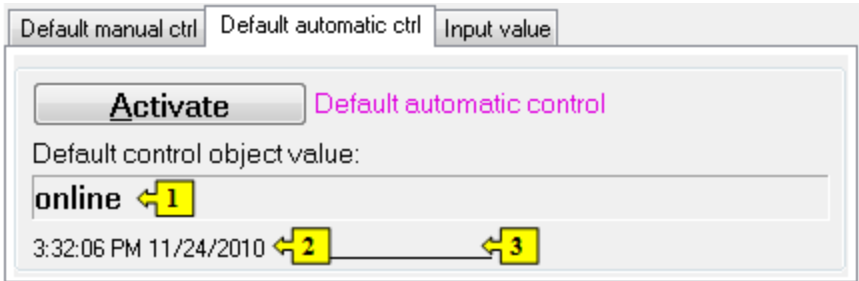 Default manual ctrl Default automatic ctrl Input value
Activate Default automatic control
Default control object value:
online 1
3:32:06 PM 11/24/2010 2 3